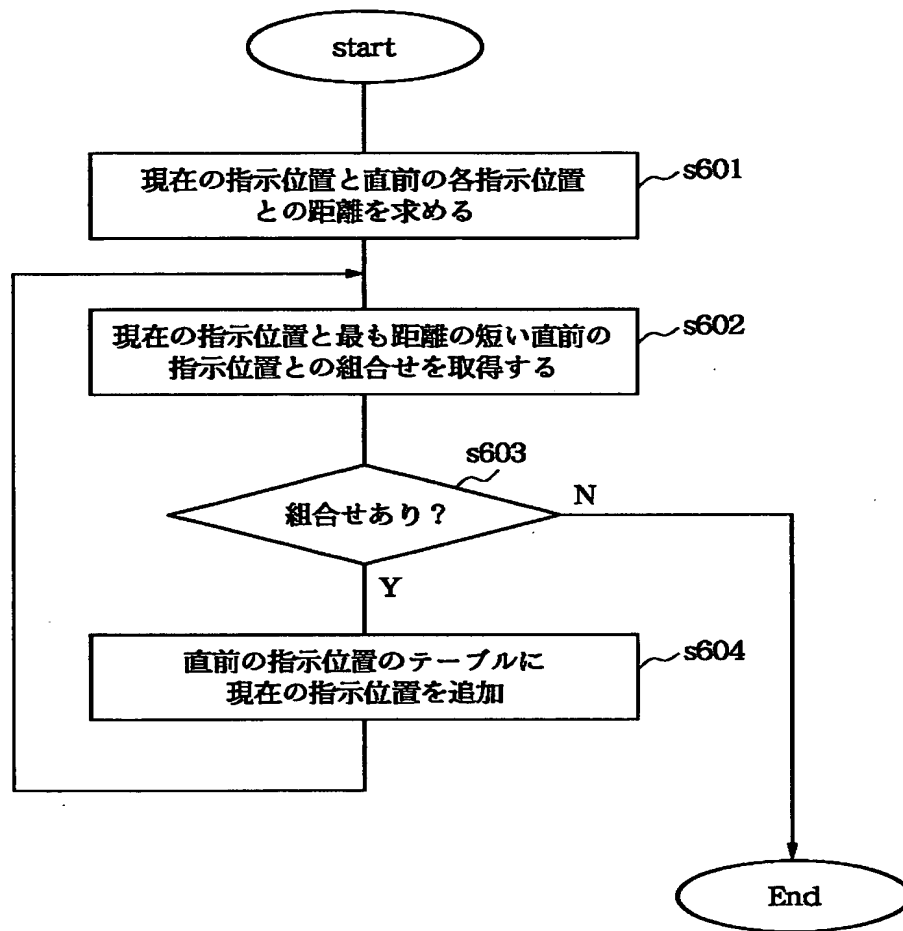 start
現在の指示位置と直前の各指示位置
との距離を求める
s601
現在の指示位置と最も距離の短い直前の
指示位置との組合せを取得する
s602
s603
組合せあり？
N
Y
直前の指示位置のテーブルに
現在の指示位置を追加
s604
End